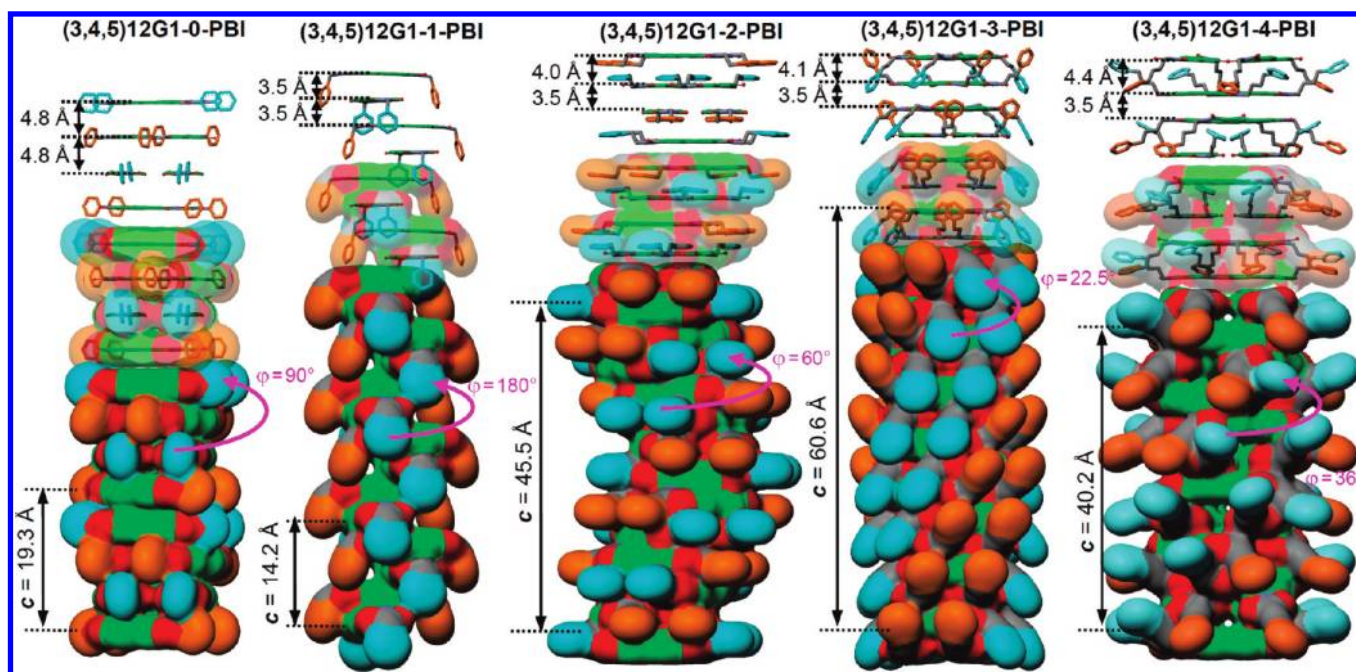 (3,4,5)12G1-0-PBI
(3,4,5)12G1-1-PBI
(3,4,5)12G1-2-PBI
(3,4,5)12G1-3-PBI
(3,4,5)12G1-4-PBI
4.8 Å
4.8 Å
φ=90°
c = 19.3 Å
3.5 Å
3.5 Å
φ=180°
c = 14.2 Å
4.0 Å
3.5 Å
φ=60°
c = 45.5 Å
4.1 Å
3.5 Å
φ=22.5°
c = 60.6 Å
4.4 Å
3.5 Å
φ=36
c = 40.2 Å